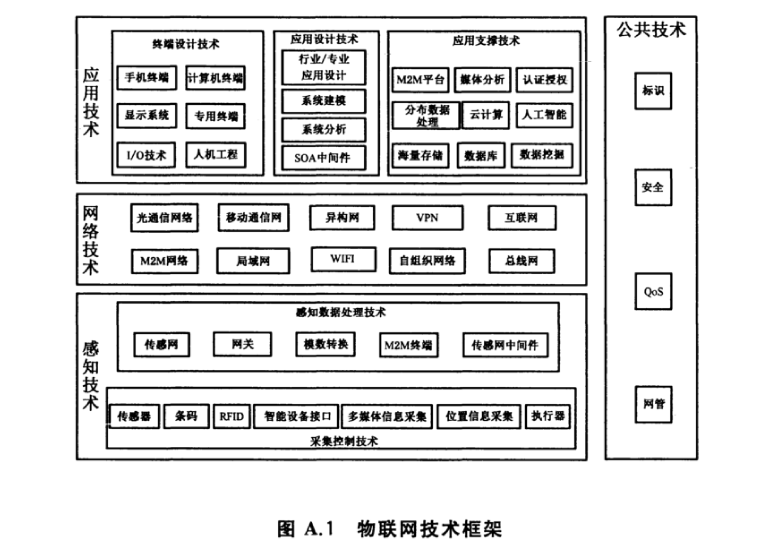 公共技术
标识
安全
QoS
网管
应用技术
终端设计技术
手机终端
计算机终端
显示系统
专用终端
I/O技术
人机工程
应用设计技术
行业/专业
应用设计
系统建模
系统分析
SOA中间件
应用支撑技术
M2M平台
媒体分析
认证授权
分布数据
处理
云计算
人工智能
海量存储
数据库
数据挖掘
网络技术
光通信网络
移动通信网
异构网
VPN
互联网
M2M网络
局域网
WIFI
自组织网络
总线网
感知技术
感知数据处理技术
传感网
网关
模数转换
M2M终端
传感网中间件
传感器
条码
RFID
智能设备接口
多媒体信息采集
位置信息采集
执行器
采集控制技术
图 A.1 物联网技术框架